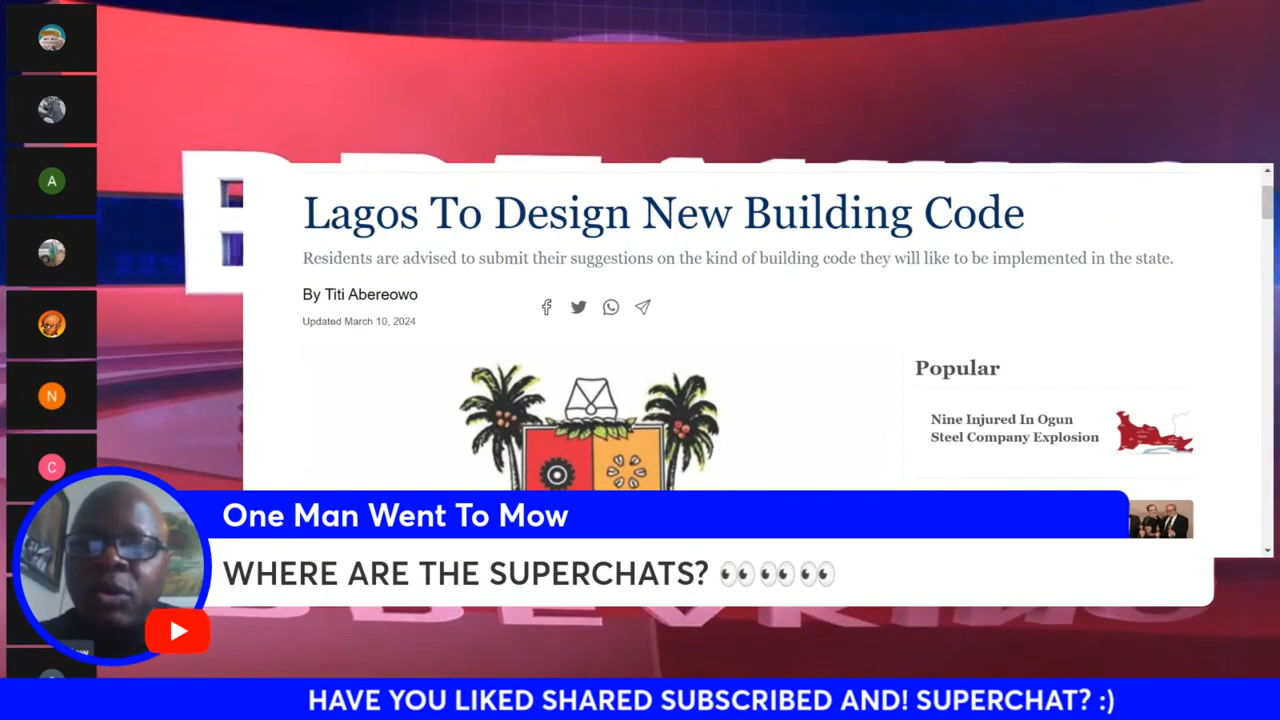 A
N
C
Lagos To Design New Building Code
Residents are advised to submit their suggestions on the kind of building code they will like to be implemented in the state.
By Titi Abereowo
Updated March 10, 2024
Popular
Nine Injured In Ogun
Steel Company Explosion
One Man Went To Mow
WHERE ARE THE SUPERCHATS? 👀👀👀
HAVE YOU LIKED SHARED SUBSCRIBED AND! SUPERCHAT? :)